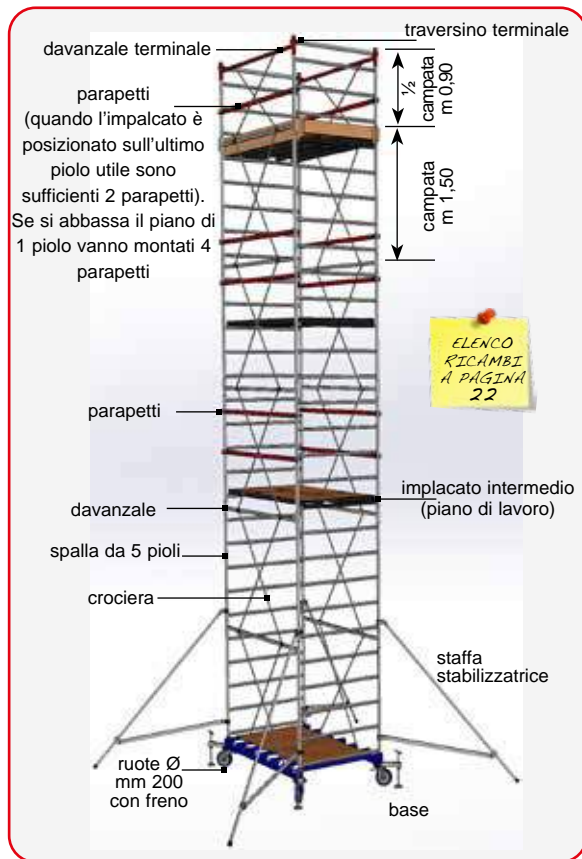 traversino terminale
davanzale terminale
½
campata
m 0,90
parapetti
(quando l'impalcato è
posizionato sull'ultimo
piolo utile sono
sufficienti 2 parapetti).
Se si abbassa il piano di
1 piolo vanno montati 4
parapetti
campata
m 1,50
ELENCO
RICAMBI
A PAGINA
22
parapetti
implacato intermedio
(piano di lavoro)
davanzale
spalla da 5 pioli
crociera
staffa
stabilizzatrice
ruote Ø
mm 200
con freno
base